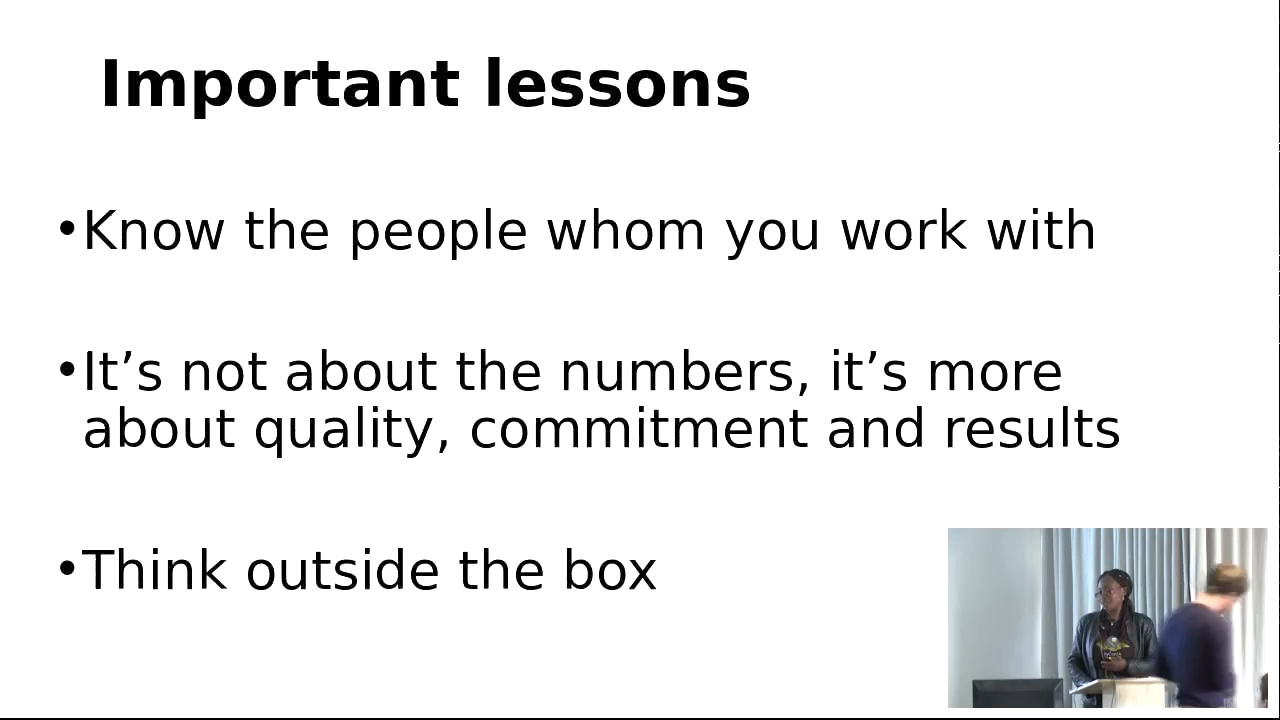 Important lessons
•Know the people whom you work with
•It’s not about the numbers, it’s more
about quality, commitment and results
•Think outside the box